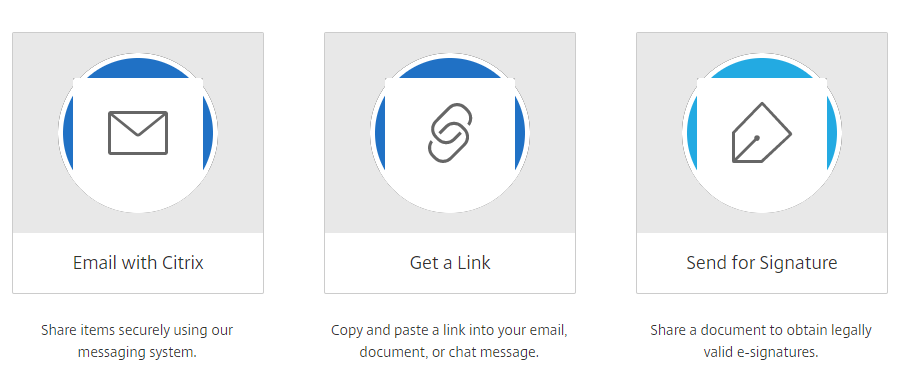 Email with Citrix
Get a Link
Send for Signature
Share items securely using our
messaging system.
Copy and paste a link into your email,
document, or chat message.
Share a document to obtain legally
valid e-signatures.